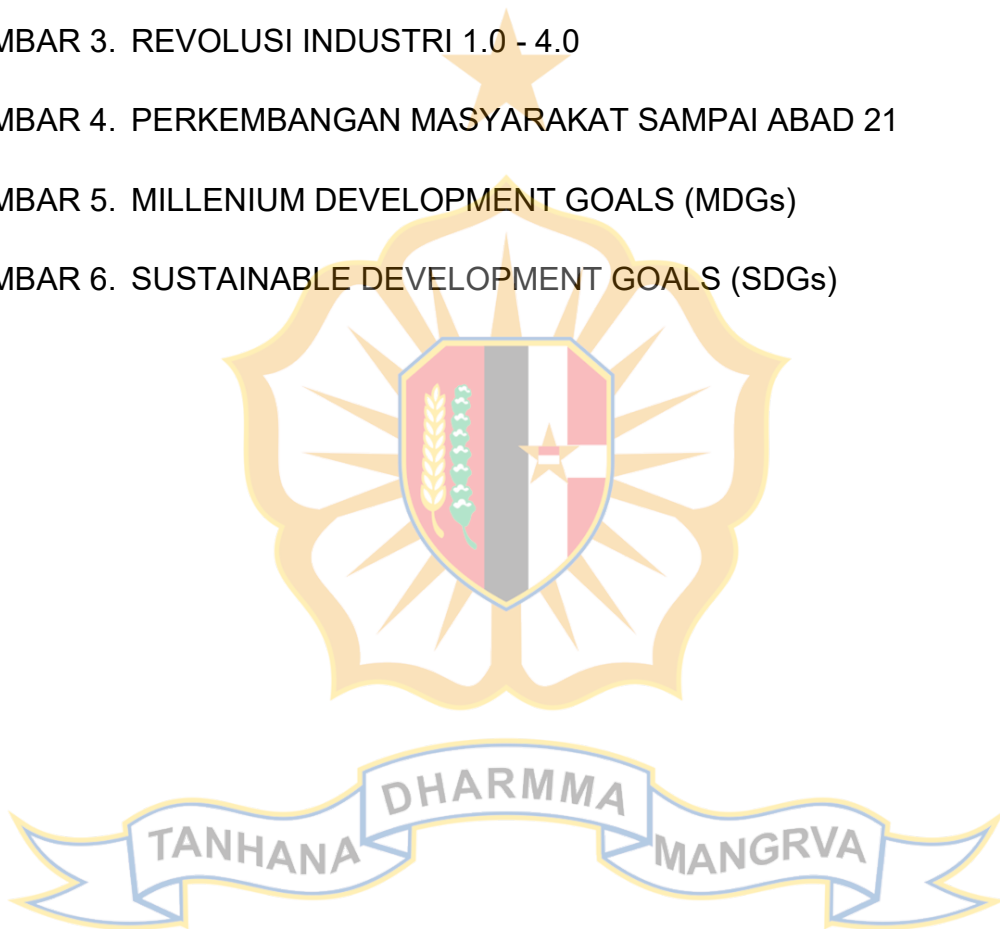 MBAR 3. REVOLUSI INDUSTRI 1.0 - 4.0
MBAR 4. PERKEMBANGAN MASYARAKAT SAMPAI ABAD 21
MBAR 5. MILLENIUM DEVELOPMENT GOALS (MDGs)
MBAR 6. SUSTAINABLE DEVELOPMENT GOALS (SDGs)
TANHANA DHARMMA MANGRVA